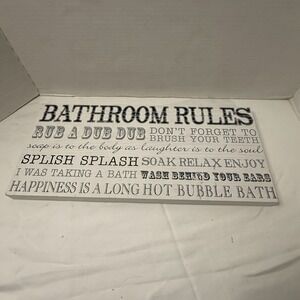 BATHROOM RULES
RUB A DUB DUB DON'T FORGET TO BRUSH YOUR TEETH
soap is to the body as laughter is to the soul
SPLISH SPLASH SOAK RELAX ENJOY
I WAS TAKING A BATH WASH BEHIND YOUR EARS
HAPPINESS IS A LONG HOT BUBBLE BATH